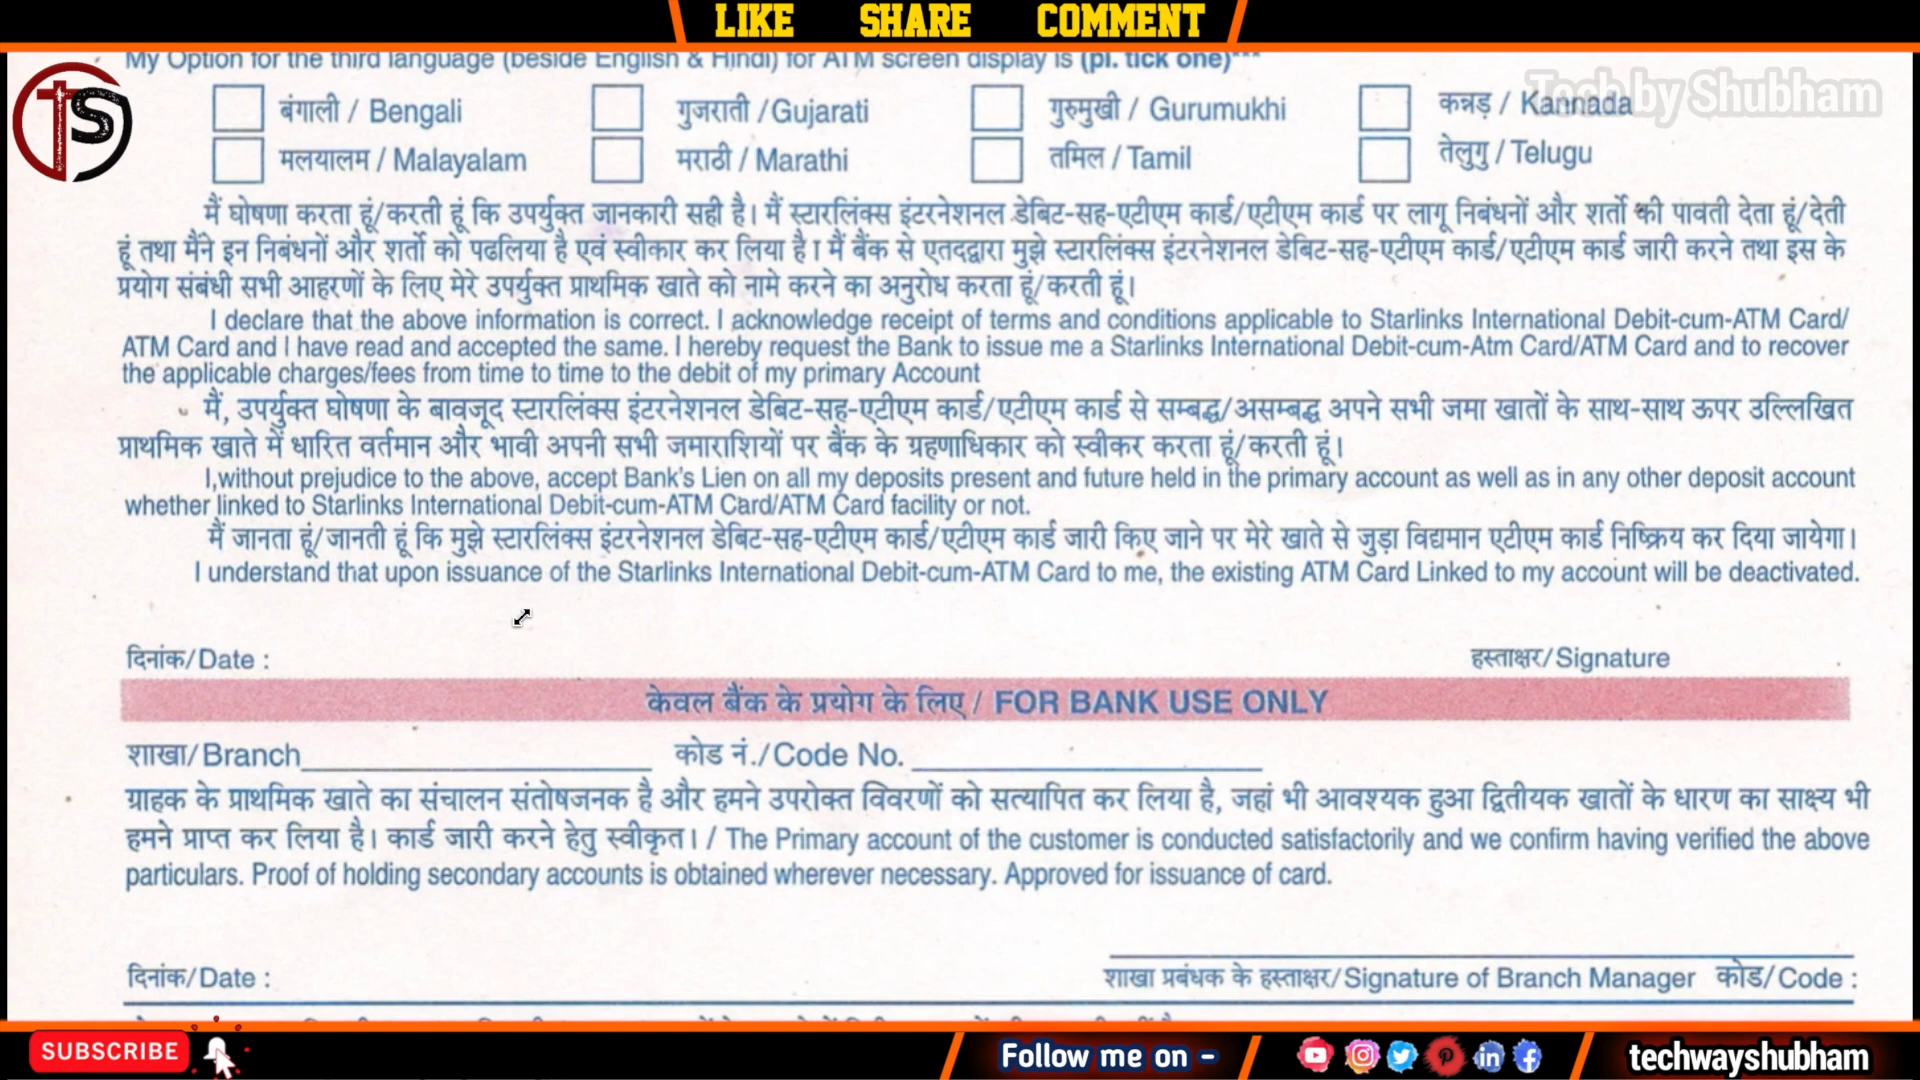 LIKE SHARE COMMENT
My Option for the third language (beside English & Hindi) for ATM screen display is (pl. tick one)***
Tech by Shubham
बंगाली / Bengali गुजराती /Gujarati गुरुमुखी / Gurumukhi कन्नड़ / Kannada
मलयालम / Malayalam मराठी / Marathi तमिल / Tamil तेलुगु / Telugu
मैं घोषणा करता हूं/करती हूं कि उपर्युक्त जानकारी सही है। मैं स्टारलिंक्स इंटरनेशनल डेबिट-सह-एटीएम कार्ड/एटीएम कार्ड पर लागू निबंधनों और शर्तो की पावती देता हूं/देती
हूं तथा मैंने इन निबंधनों और शर्तो को पढलिया है एवं स्वीकार कर लिया है। मैं बैंक से एतदद्वारा मुझे स्टारलिंक्स इंटरनेशनल डेबिट-सह-एटीएम कार्ड/एटीएम कार्ड जारी करने तथा इस के
प्रयोग संबंधी सभी आहरणों के लिए मेरे उपर्युक्त प्राथमिक खाते को नामे करने का अनुरोध करता हूं/करती हूं।
I declare that the above information is correct. I acknowledge receipt of terms and conditions applicable to Starlinks International Debit-cum-ATM Card/
ATM Card and I have read and accepted the same. I hereby request the Bank to issue me a Starlinks International Debit-cum-Atm Card/ATM Card and to recover
the applicable charges/fees from time to time to the debit of my primary Account
मैं, उपर्युक्त घोषणा के बावजूद स्टारलिंक्स इंटरनेशनल डेबिट-सह-एटीएम कार्ड/एटीएम कार्ड से सम्बद्ध/असम्बद्ध अपने सभी जमा खातों के साथ-साथ ऊपर उल्लिखित
प्राथमिक खाते में धारित वर्तमान और भावी अपनी सभी जमाराशियों पर बैंक के ग्रहणाधिकार को स्वीकर करता हूं/करती हूं।
I,without prejudice to the above, accept Bank's Lien on all my deposits present and future held in the primary account as well as in any other deposit account
whether linked to Starlinks International Debit-cum-ATM Card/ATM Card facility or not.
मैं जानता हूं/जानती हूं कि मुझे स्टारलिंक्स इंटरनेशनल डेबिट-सह-एटीएम कार्ड/एटीएम कार्ड जारी किए जाने पर मेरे खाते से जुड़ा विद्यमान एटीएम कार्ड निष्क्रिय कर दिया जायेगा।
I understand that upon issuance of the Starlinks International Debit-cum-ATM Card to me, the existing ATM Card Linked to my account will be deactivated.
दिनांक/Date : हस्ताक्षर/Signature
केवल बैंक के प्रयोग के लिए / FOR BANK USE ONLY
शाखा/Branch कोड नं./Code No.
ग्राहक के प्राथमिक खाते का संचालन संतोषजनक है और हमने उपरोक्त विवरणों को सत्यापित कर लिया है, जहां भी आवश्यक हुआ द्वितीयक खातों के धारण का साक्ष्य भी
हमने प्राप्त कर लिया है। कार्ड जारी करने हेतु स्वीकृत। / The Primary account of the customer is conducted satisfactorily and we confirm having verified the above
particulars. Proof of holding secondary accounts is obtained wherever necessary. Approved for issuance of card.
दिनांक/Date : शाखा प्रबंधक के हस्ताक्षर/Signature of Branch Manager कोड/Code :
SUBSCRIBE Follow me on - techwayshubham